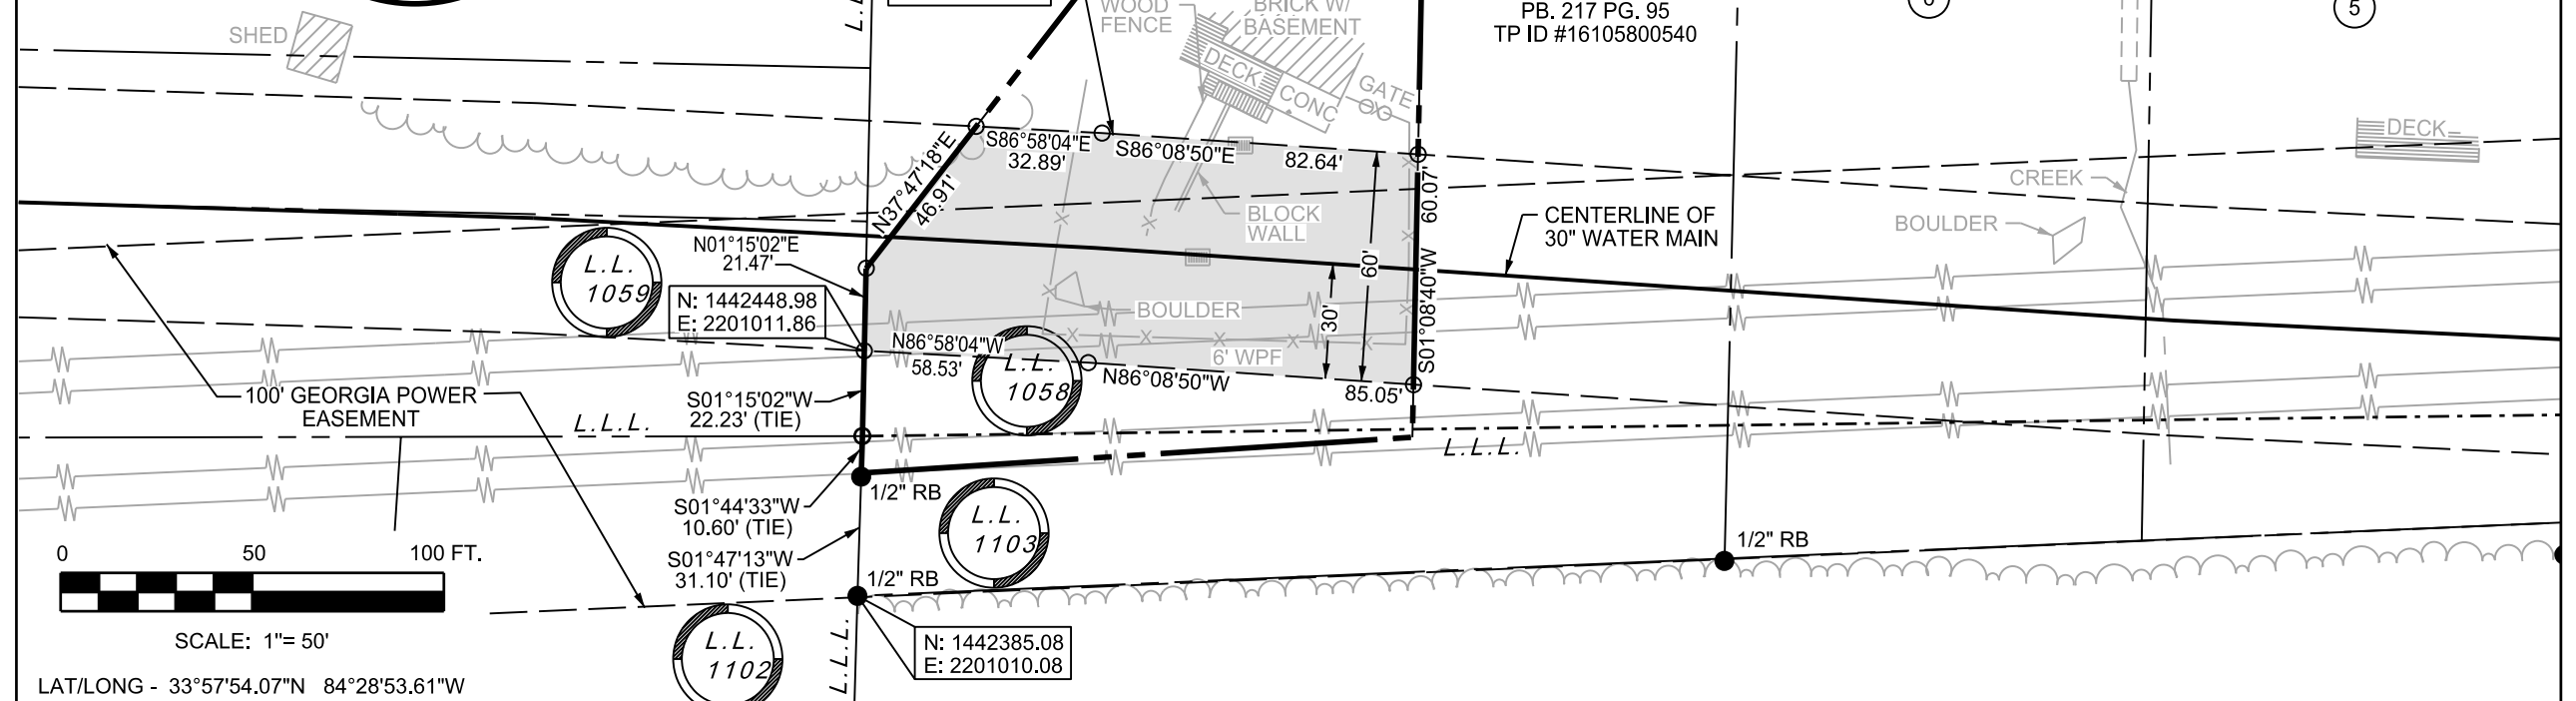 L.L.
WOOD
FENCE
BRICK W/
BASEMENT
PB. 217 PG. 95
TP ID #16105800540
5
SHED
DECK
CONC
GATE
S86°58'04"E
32.89'
S86°08'50"E
82.64'
DECK
CREEK
BOULDER
N37°47'18"E
46.91'
60.07'
S01°08'40"W
BLOCK
WALL
CENTERLINE OF
30" WATER MAIN
N01°15'02"E
21.47'
L.L.
1059
N: 1442448.98
E: 2201011.86
60'
30'
BOULDER
6' WPF
N86°58'04"W
58.53'
L.L.
1058
N86°08'50"W
85.05'
100' GEORGIA POWER
EASEMENT
L.L.L.
S01°15'02"W
22.23' (TIE)
L.L.L.
1/2" RB
S01°44'33"W
10.60' (TIE)
L.L.
1103
S01°47'13"W
31.10' (TIE)
1/2" RB
1/2" RB
0 50 100 FT.
SCALE: 1"= 50'
L.L.
1102
L.L.L.
N: 1442385.08
E: 2201010.08
LAT/LONG - 33°57'54.07"N 84°28'53.61"W